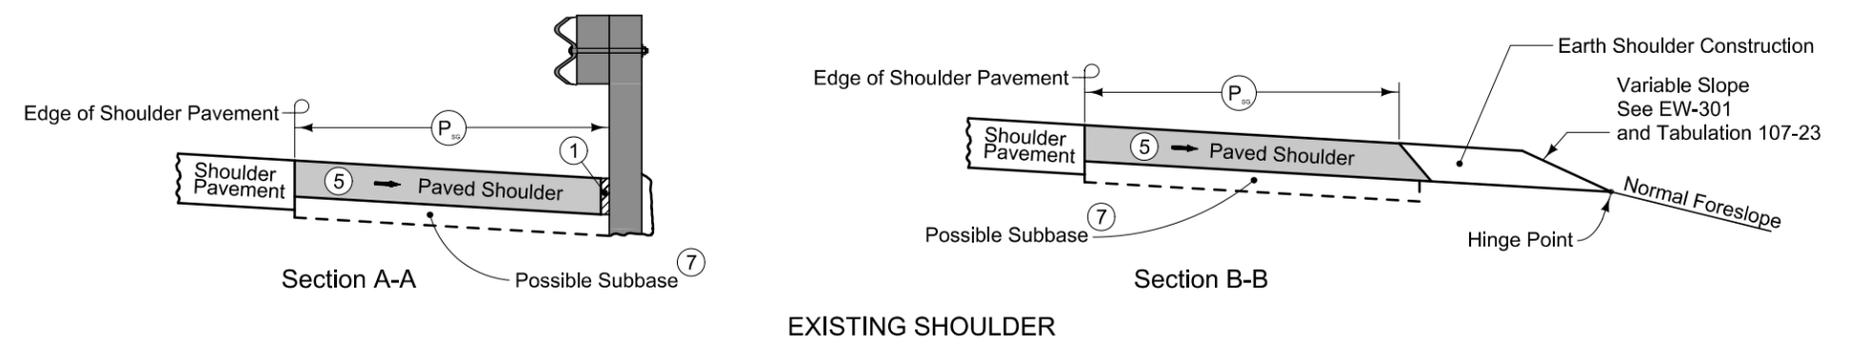 Edge of Shoulder Pavement
P SG
1
Shoulder
Pavement
5
Paved Shoulder
7
Possible Subbase
Section A-A
Edge of Shoulder Pavement
P SG
Earth Shoulder Construction
Variable Slope
See EW-301
and Tabulation 107-23
Shoulder
Pavement
5
Paved Shoulder
Normal Foreslope
7
Possible Subbase
Hinge Point
Section B-B
EXISTING SHOULDER